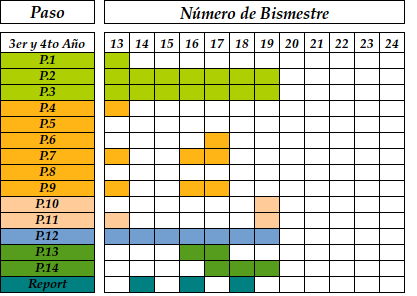 Paso Número de Bismestre
3er y 4to Año 13 14 15 16 17 18 19 20 21 22 23 24
P.1
P.2
P.3
P.4
P.5
P.6
P.7
P.8
P.9
P.10
P.11
P.12
P.13
P.14
Report